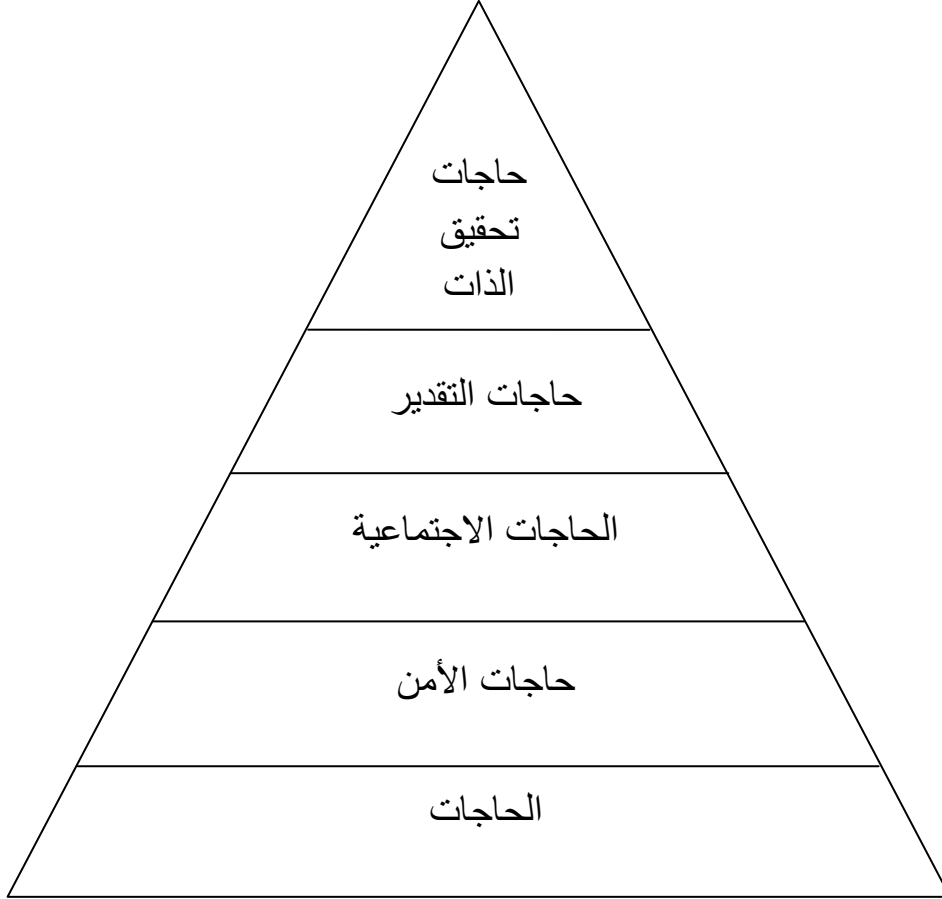 حاجات
تحقيق
الذات
حاجات التقدير
الحاجات الاجتماعية
حاجات الأمن
الحاجات